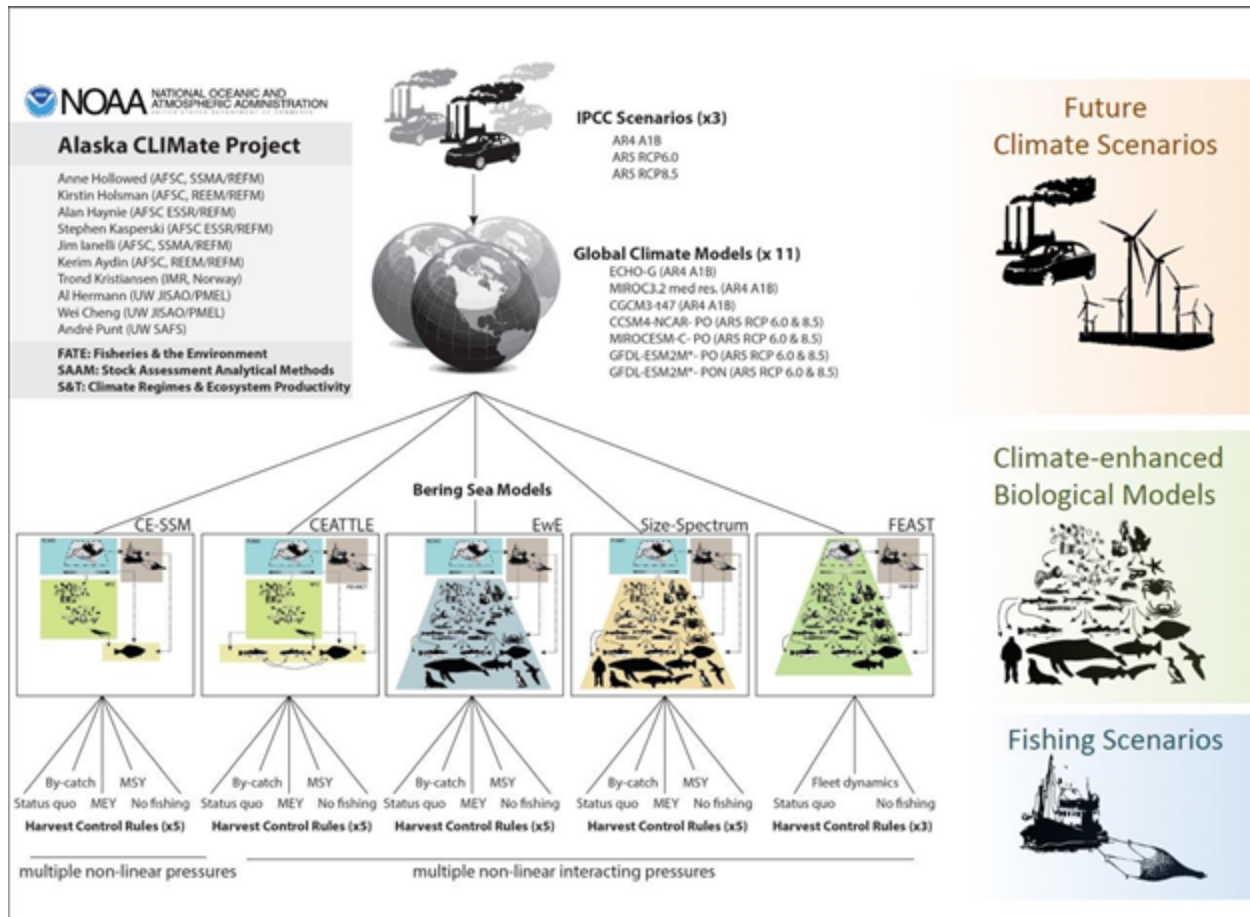 NOAA
NATIONAL OCEANIC AND
ATMOSPHERIC ADMINISTRATION
UNITED STATES DEPARTMENT OF COMMERCE
Alaska CLIMate Project
Anne Hollowed (AFSC, SSMA/REFM)
Kirstin Holsman (AFSC, REEM/REFM)
Alan Haynie (AFSC ESSR/REFM)
Stephen Kasperski (AFSC ESSR/REFM)
Jim Ianelli (AFSC, SSMA/REFM)
Kerim Aydin (AFSC, REEM/REFM)
Trond Kristiansen (IMR, Norway)
Al Hermann (UW JISAO/PMEL)
Wei Cheng (UW JISAO/PMEL)
André Punt (UW SAFS)
FATE: Fisheries & the Environment
SAAM: Stock Assessment Analytical Methods
S&T: Climate Regimes & Ecosystem Productivity
IPCC Scenarios (x3)
AR4 A1B
AR5 RCP6.0
AR5 RCP8.5
Global Climate Models (x 11)
ECHO-G (AR4 A1B)
MIROC3.2 med res. (AR4 A1B)
CGCM3-t47 (AR4 A1B)
CCSM4-NCAR- PO (AR5 RCP 6.0 & 8.5)
MIROCESM-C- PO (AR5 RCP 6.0 & 8.5)
GFDL-ESM2M*- PO (AR5 RCP 6.0 & 8.5)
GFDL-ESM2M*- PON (AR5 RCP 6.0 & 8.5)
Future
Climate Scenarios
Bering Sea Models
CE-SSM
CEATTLE
EwE
Size-Spectrum
FEAST
Climate-enhanced
Biological Models
By-catch MSY
Status quo MEY No fishing
Harvest Control Rules (x5)
By-catch MSY
Status quo MEY No fishing
Harvest Control Rules (x5)
By-catch MSY
Status quo MEY No fishing
Harvest Control Rules (x5)
By-catch MSY
Status quo MEY No fishing
Harvest Control Rules (x5)
Fleet dynamics
Status quo No fishing
Harvest Control Rules (x3)
multiple non-linear pressures
multiple non-linear interacting pressures
Fishing Scenarios